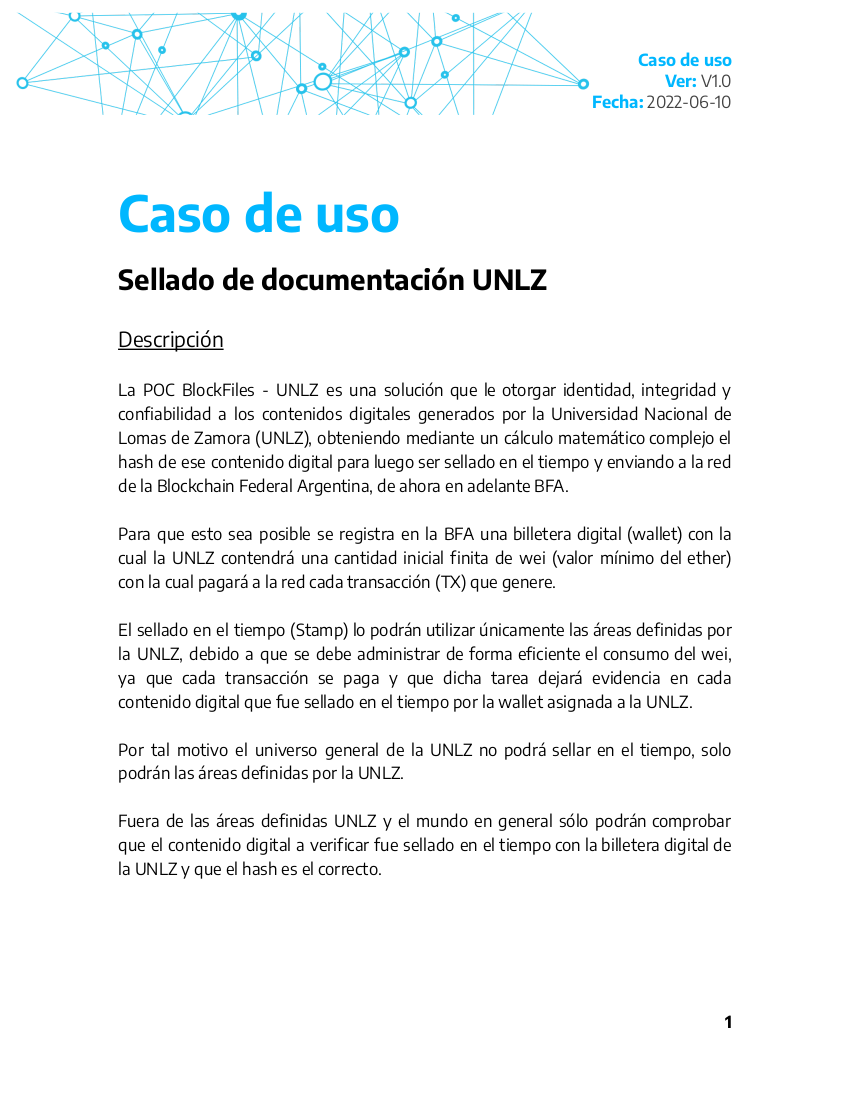 Caso de uso
Ver: V1.0
Fecha: 2022-06-10
Caso de uso
Sellado de documentación UNLZ
Descripción
La POC BlockFiles - UNLZ es una solución que le otorgar identidad, integridad y
confiabilidad a los contenidos digitales generados por la Universidad Nacional de
Lomas de Zamora (UNLZ), obteniendo mediante un cálculo matemático complejo el
hash de ese contenido digital para luego ser sellado en el tiempo y enviando a la red
de la Blockchain Federal Argentina, de ahora en adelante BFA.
Para que esto sea posible se registra en la BFA una billetera digital (wallet) con la
cual la UNLZ contendrá una cantidad inicial finita de wei (valor mínimo del ether)
con la cual pagará a la red cada transacción (TX) que genere.
El sellado en el tiempo (Stamp) lo podrán utilizar únicamente las áreas definidas por
la UNLZ, debido a que se debe administrar de forma eficiente el consumo del wei,
ya que cada transacción se paga y que dicha tarea dejará evidencia en cada
contenido digital que fue sellado en el tiempo por la wallet asignada a la UNLZ.
Por tal motivo el universo general de la UNLZ no podrá sellar en el tiempo, solo
podrán las áreas definidas por la UNLZ.
Fuera de las áreas definidas UNLZ y el mundo en general sólo podrán comprobar
que el contenido digital a verificar fue sellado en el tiempo con la billetera digital de
la UNLZ y que el hash es el correcto.
1